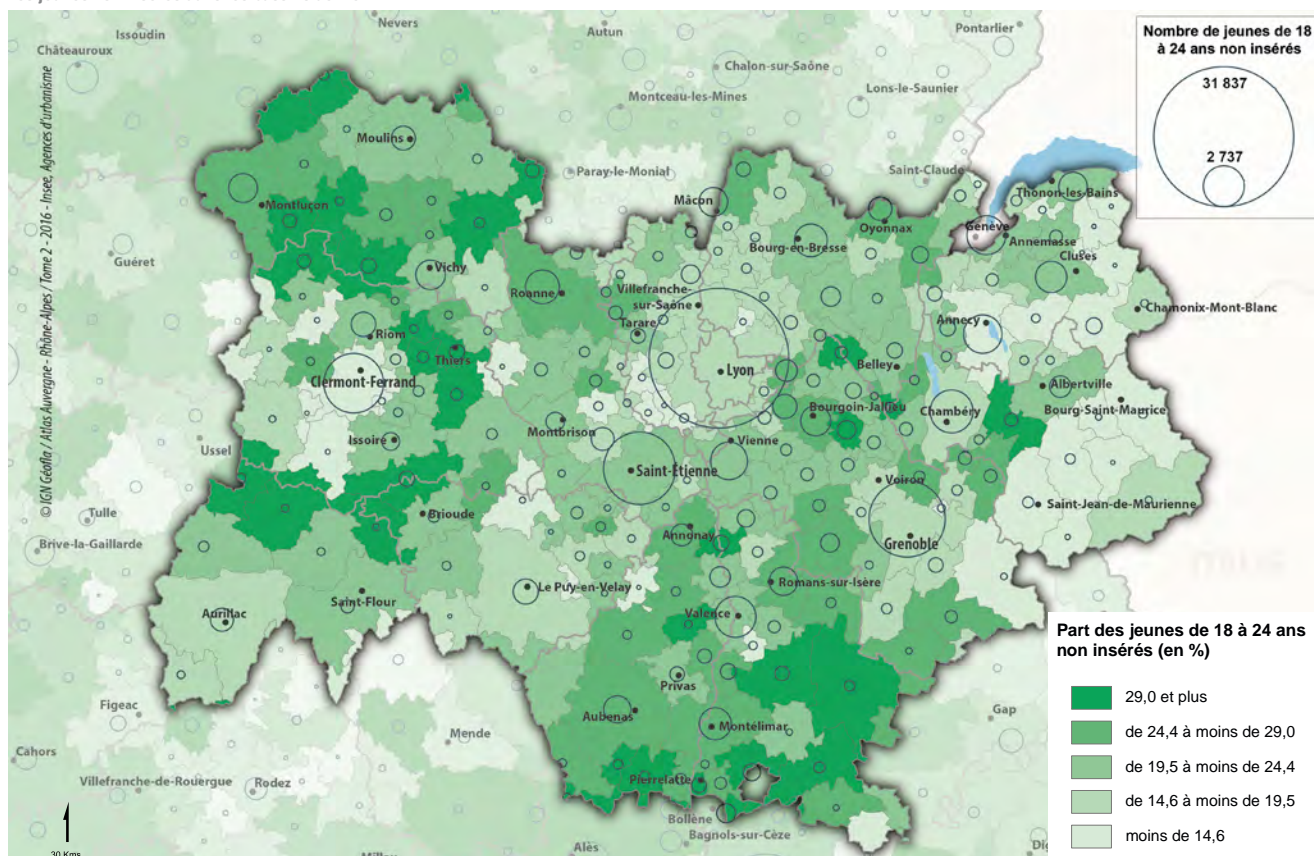 © IGN Géofla / Atlas Auvergne - Rhône-Alpes / Tome 2 - 2016 - Insee, Agences d'urbanisme
Nombre de jeunes de 18
à 24 ans non insérés
31 837
2 737
Nevers
Issoudin
Autun
Pontarlier
Châteauroux
Chalon-sur-Saône
Montceau-les-Mines
Lons-le-Saunier
Moulins
Paray-le-Monial
Saint-Claude
Thonon-les-Bains
Montluçon
Mâcon
Oyonnax
Genève
Annemasse
Bourg-en-Bresse
Cluses
Guéret
Vichy
Roanne
Villefranche-
sur-Saône
Chamonix-Mont-Blanc
Tarare
Annecy
Riom
Thiers
Lyon
Belley
Clermont-Ferrand
Albertville
Bourg-Saint-Maurice
Bourgoin-Jallieu
Chambéry
Montbrison
Issoire
Vienne
Ussel
Saint-Étienne
Voiron
Saint-Jean-de-Maurienne
Tulle
Brioude
Brive-la-Gaillarde
Annonay
Grenoble
Le Puy-en-Velay
Romans-sur-Isère
Saint-Flour
Aurillac
Valence
Privas
Aubenas
Montélimar
Figeac
Gap
Mende
Cahors
Villefranche-de-Rouergue
Rodez
Pierrelatte
Bollène
Bagnols-sur-Cèze
Alès
30 Kms
Part des jeunes de 18 à 24 ans
non insérés (en %)
29,0 et plus
de 24,4 à moins de 29,0
de 19,5 à moins de 24,4
de 14,6 à moins de 19,5
moins de 14,6